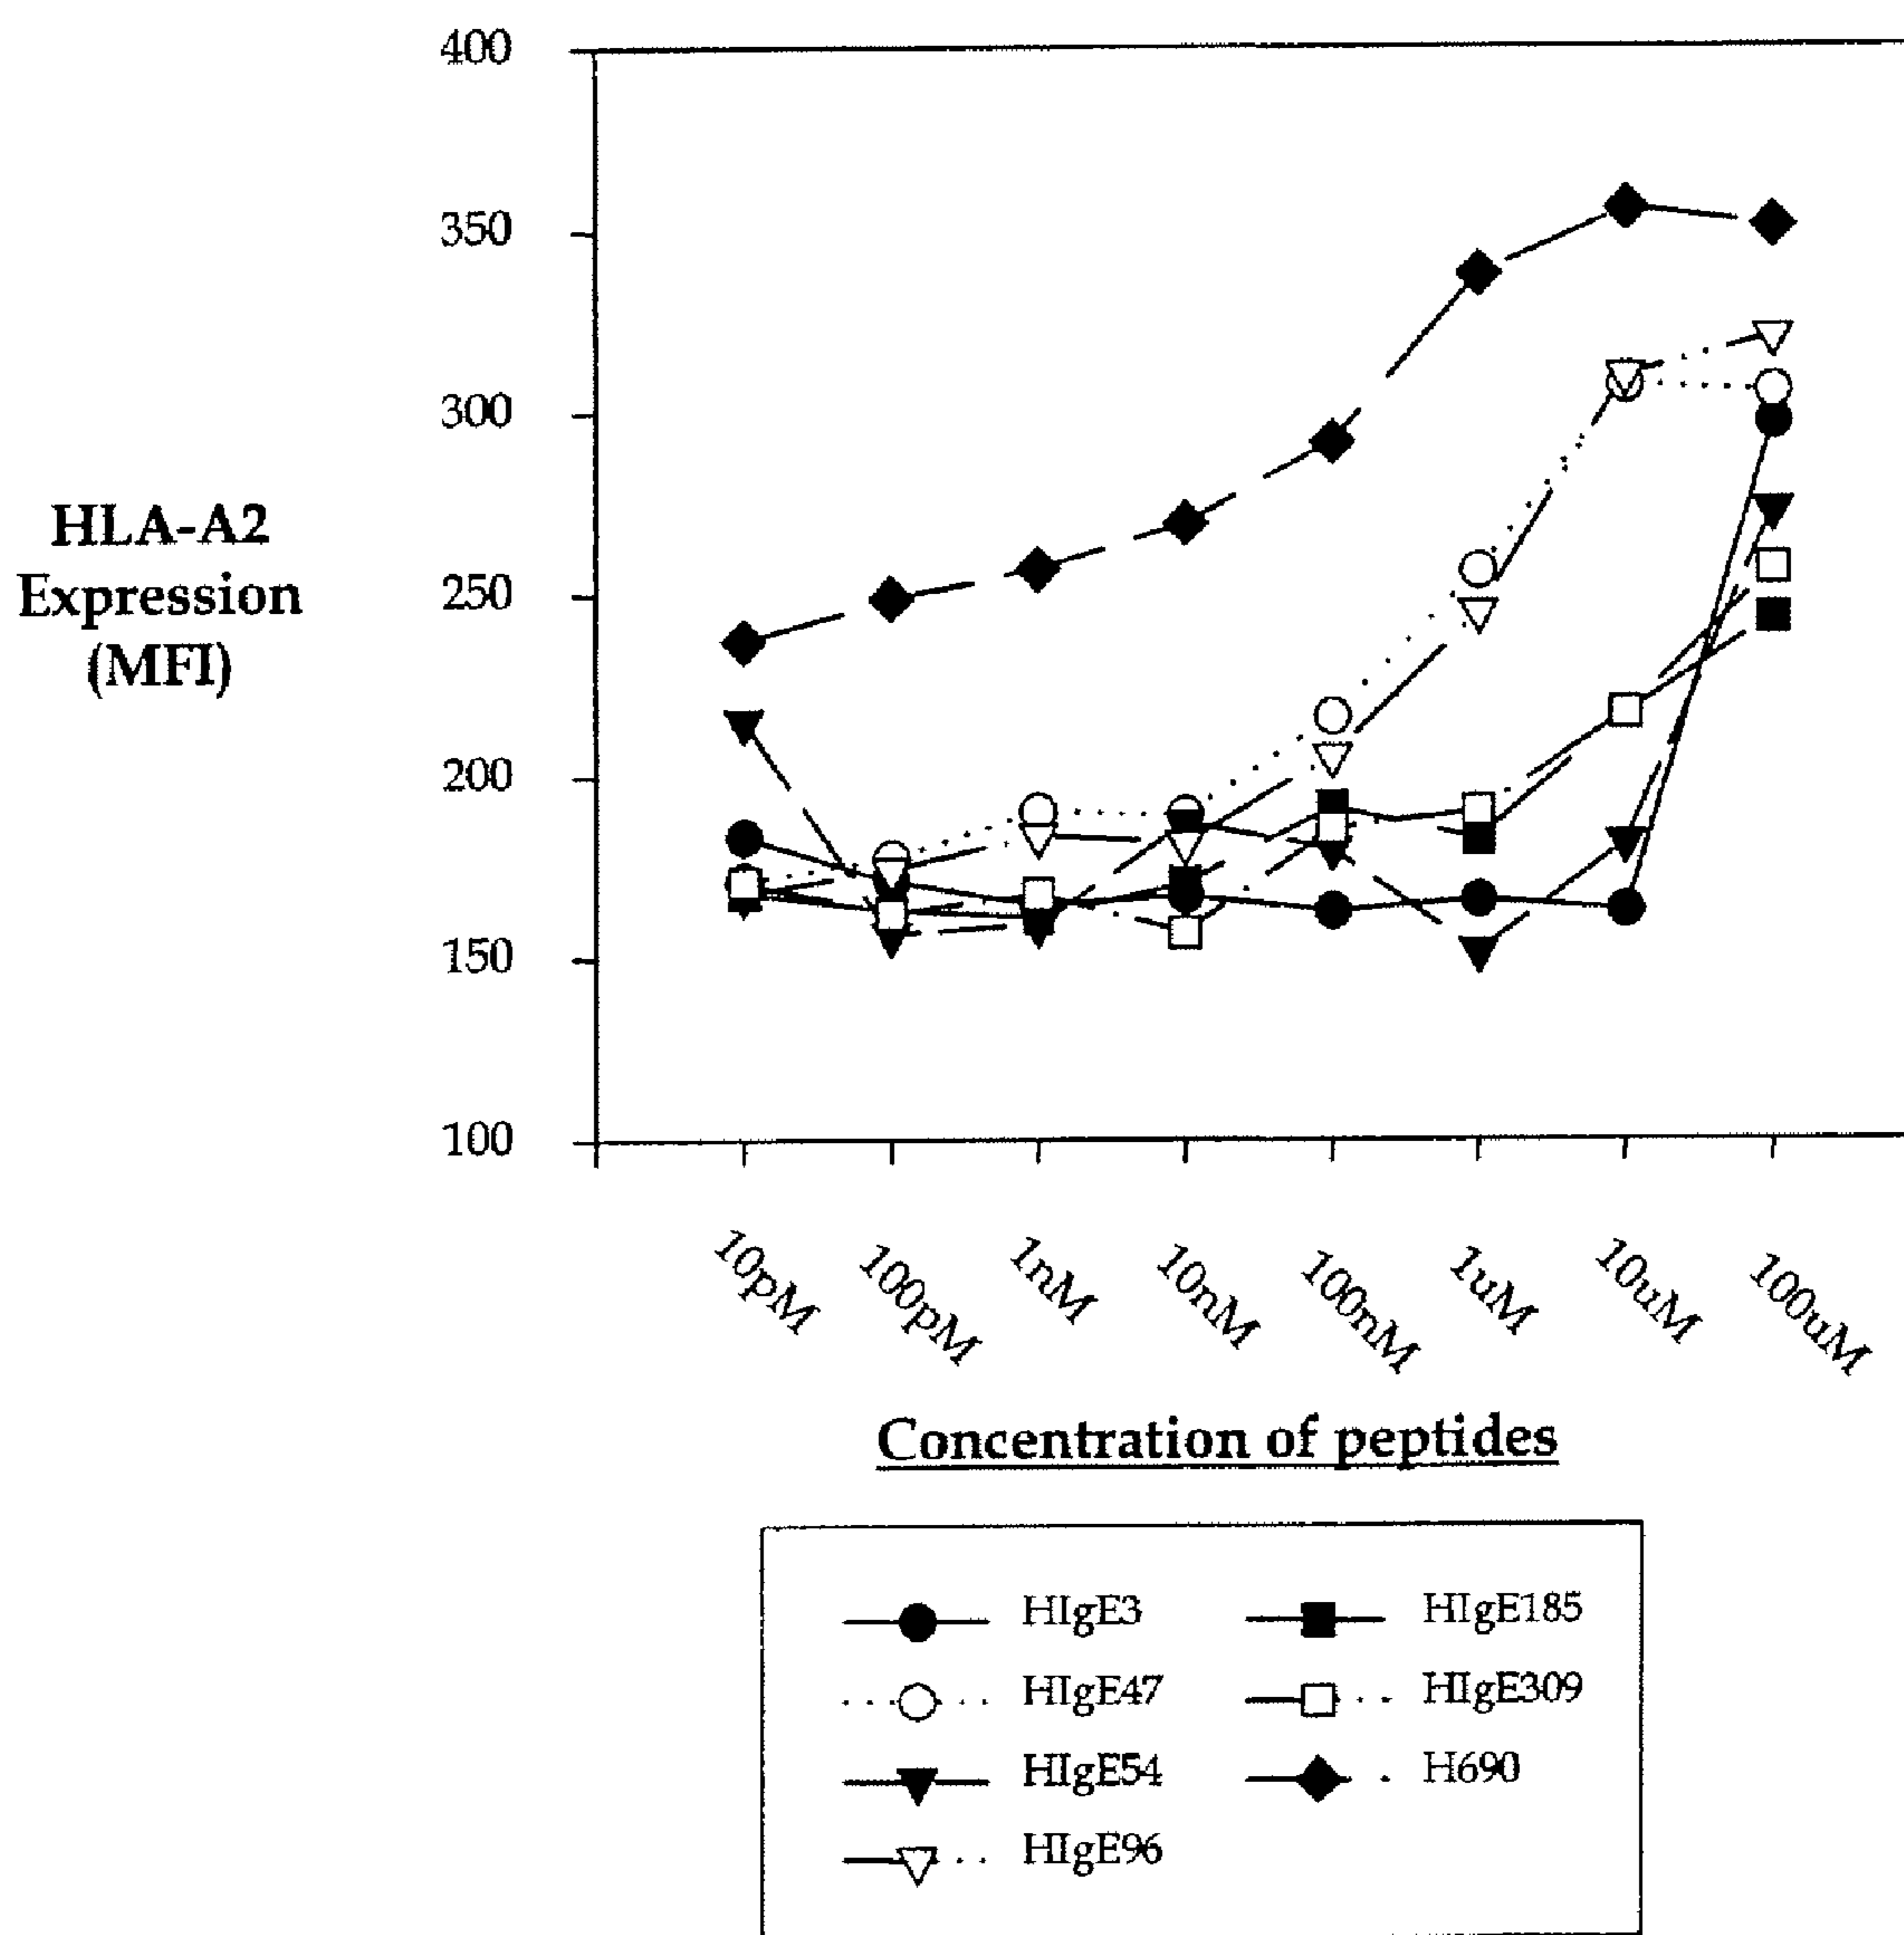 400
350
300
250
200
150
100
HLA-A2
Expression
(MFI)
10pM
100pM
1nM
10nM
100nM
1uM
10uM
100uM
Concentration of peptides
HIgE3
HIgE185
HIgE47
HIgE309
HIgE54
H690
HIgE96